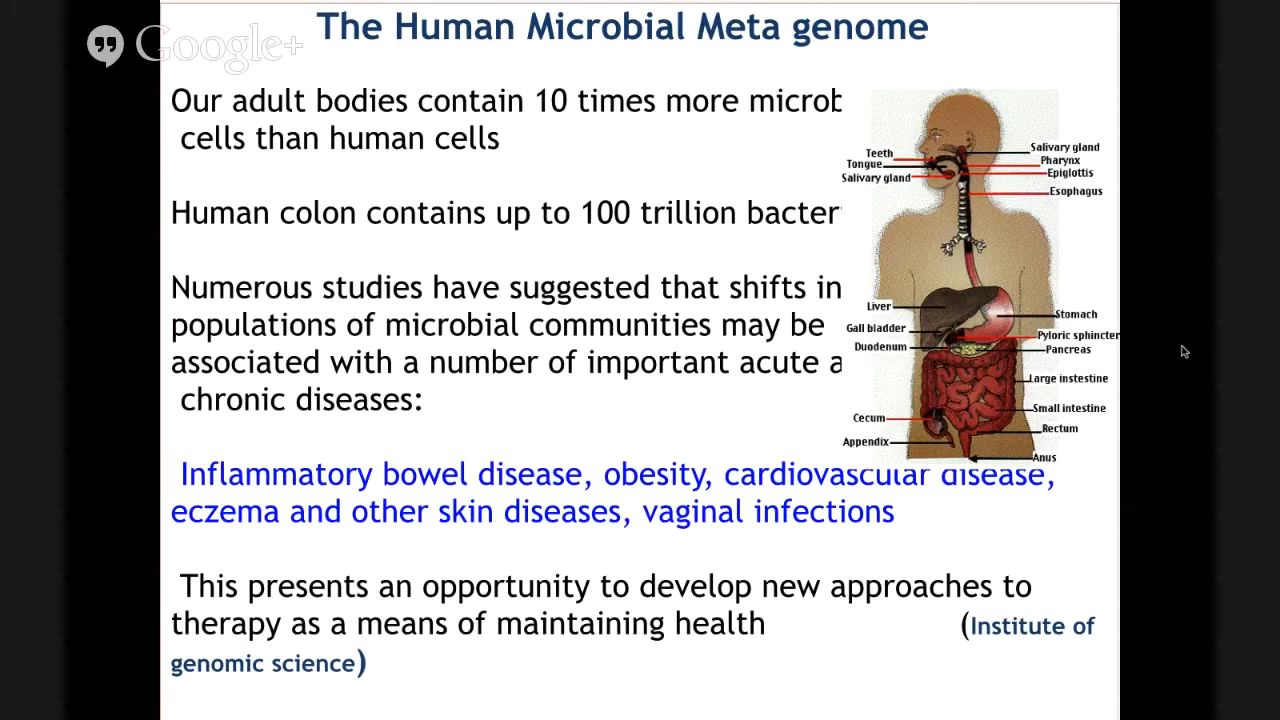 Google+
The Human Microbial Meta genome
Our adult bodies contain 10 times more
cells than human cells
Human colon contains up to 100 trillion
Numerous studies have suggested that shifts in
populations of microbial communities may be
associated with a number of important acute
chronic diseases:
Inflammatory bowel disease, obesity, cardiovascular disease,
eczema and other skin diseases, vaginal infections
This presents an opportunity to develop new approaches to
therapy as a means of maintaining health (Institute of
genomic science)
Teeth
Tongue
Salivary gland
Salivary gland
Pharynx
Epiglottis
Esophagus
Liver
Gall bladder
Duodenum
Stomach
Pyloric sphincter
Pancreas
Large instestine
Small intestine
Rectum
Cecum
Appendix
Anus